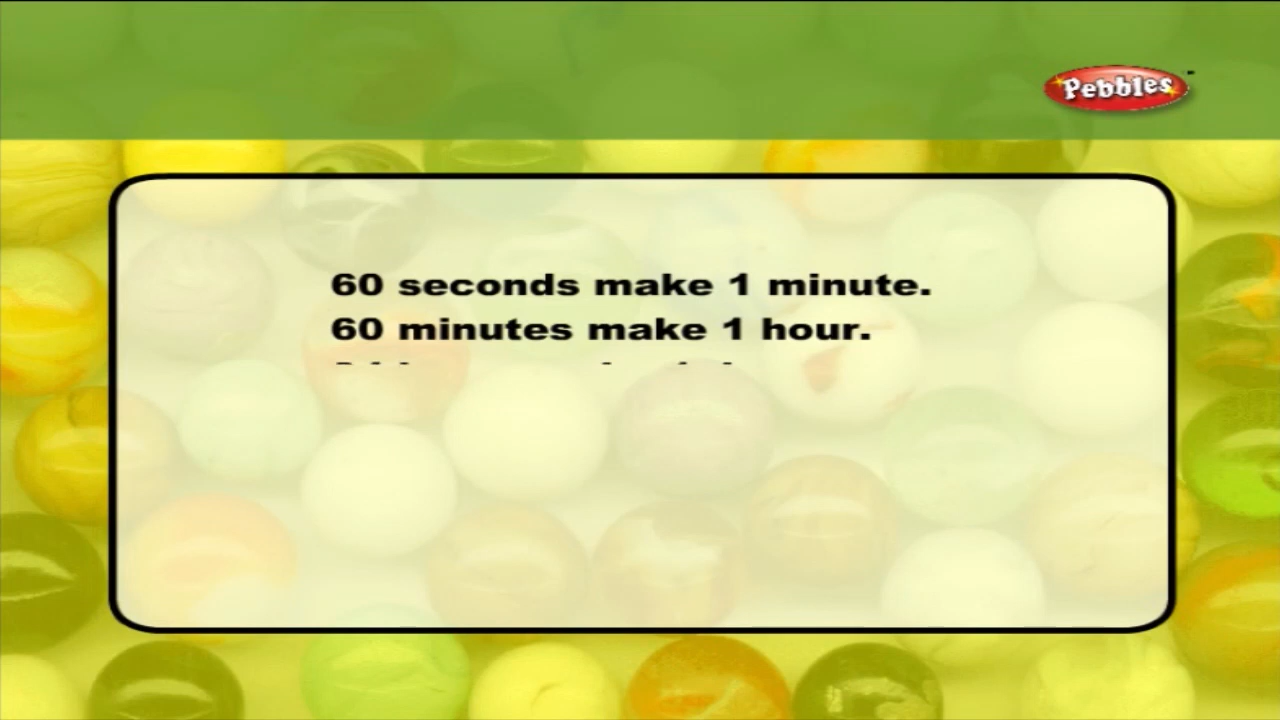 Pebbles
60 seconds make 1 minute.
60 minutes make 1 hour.